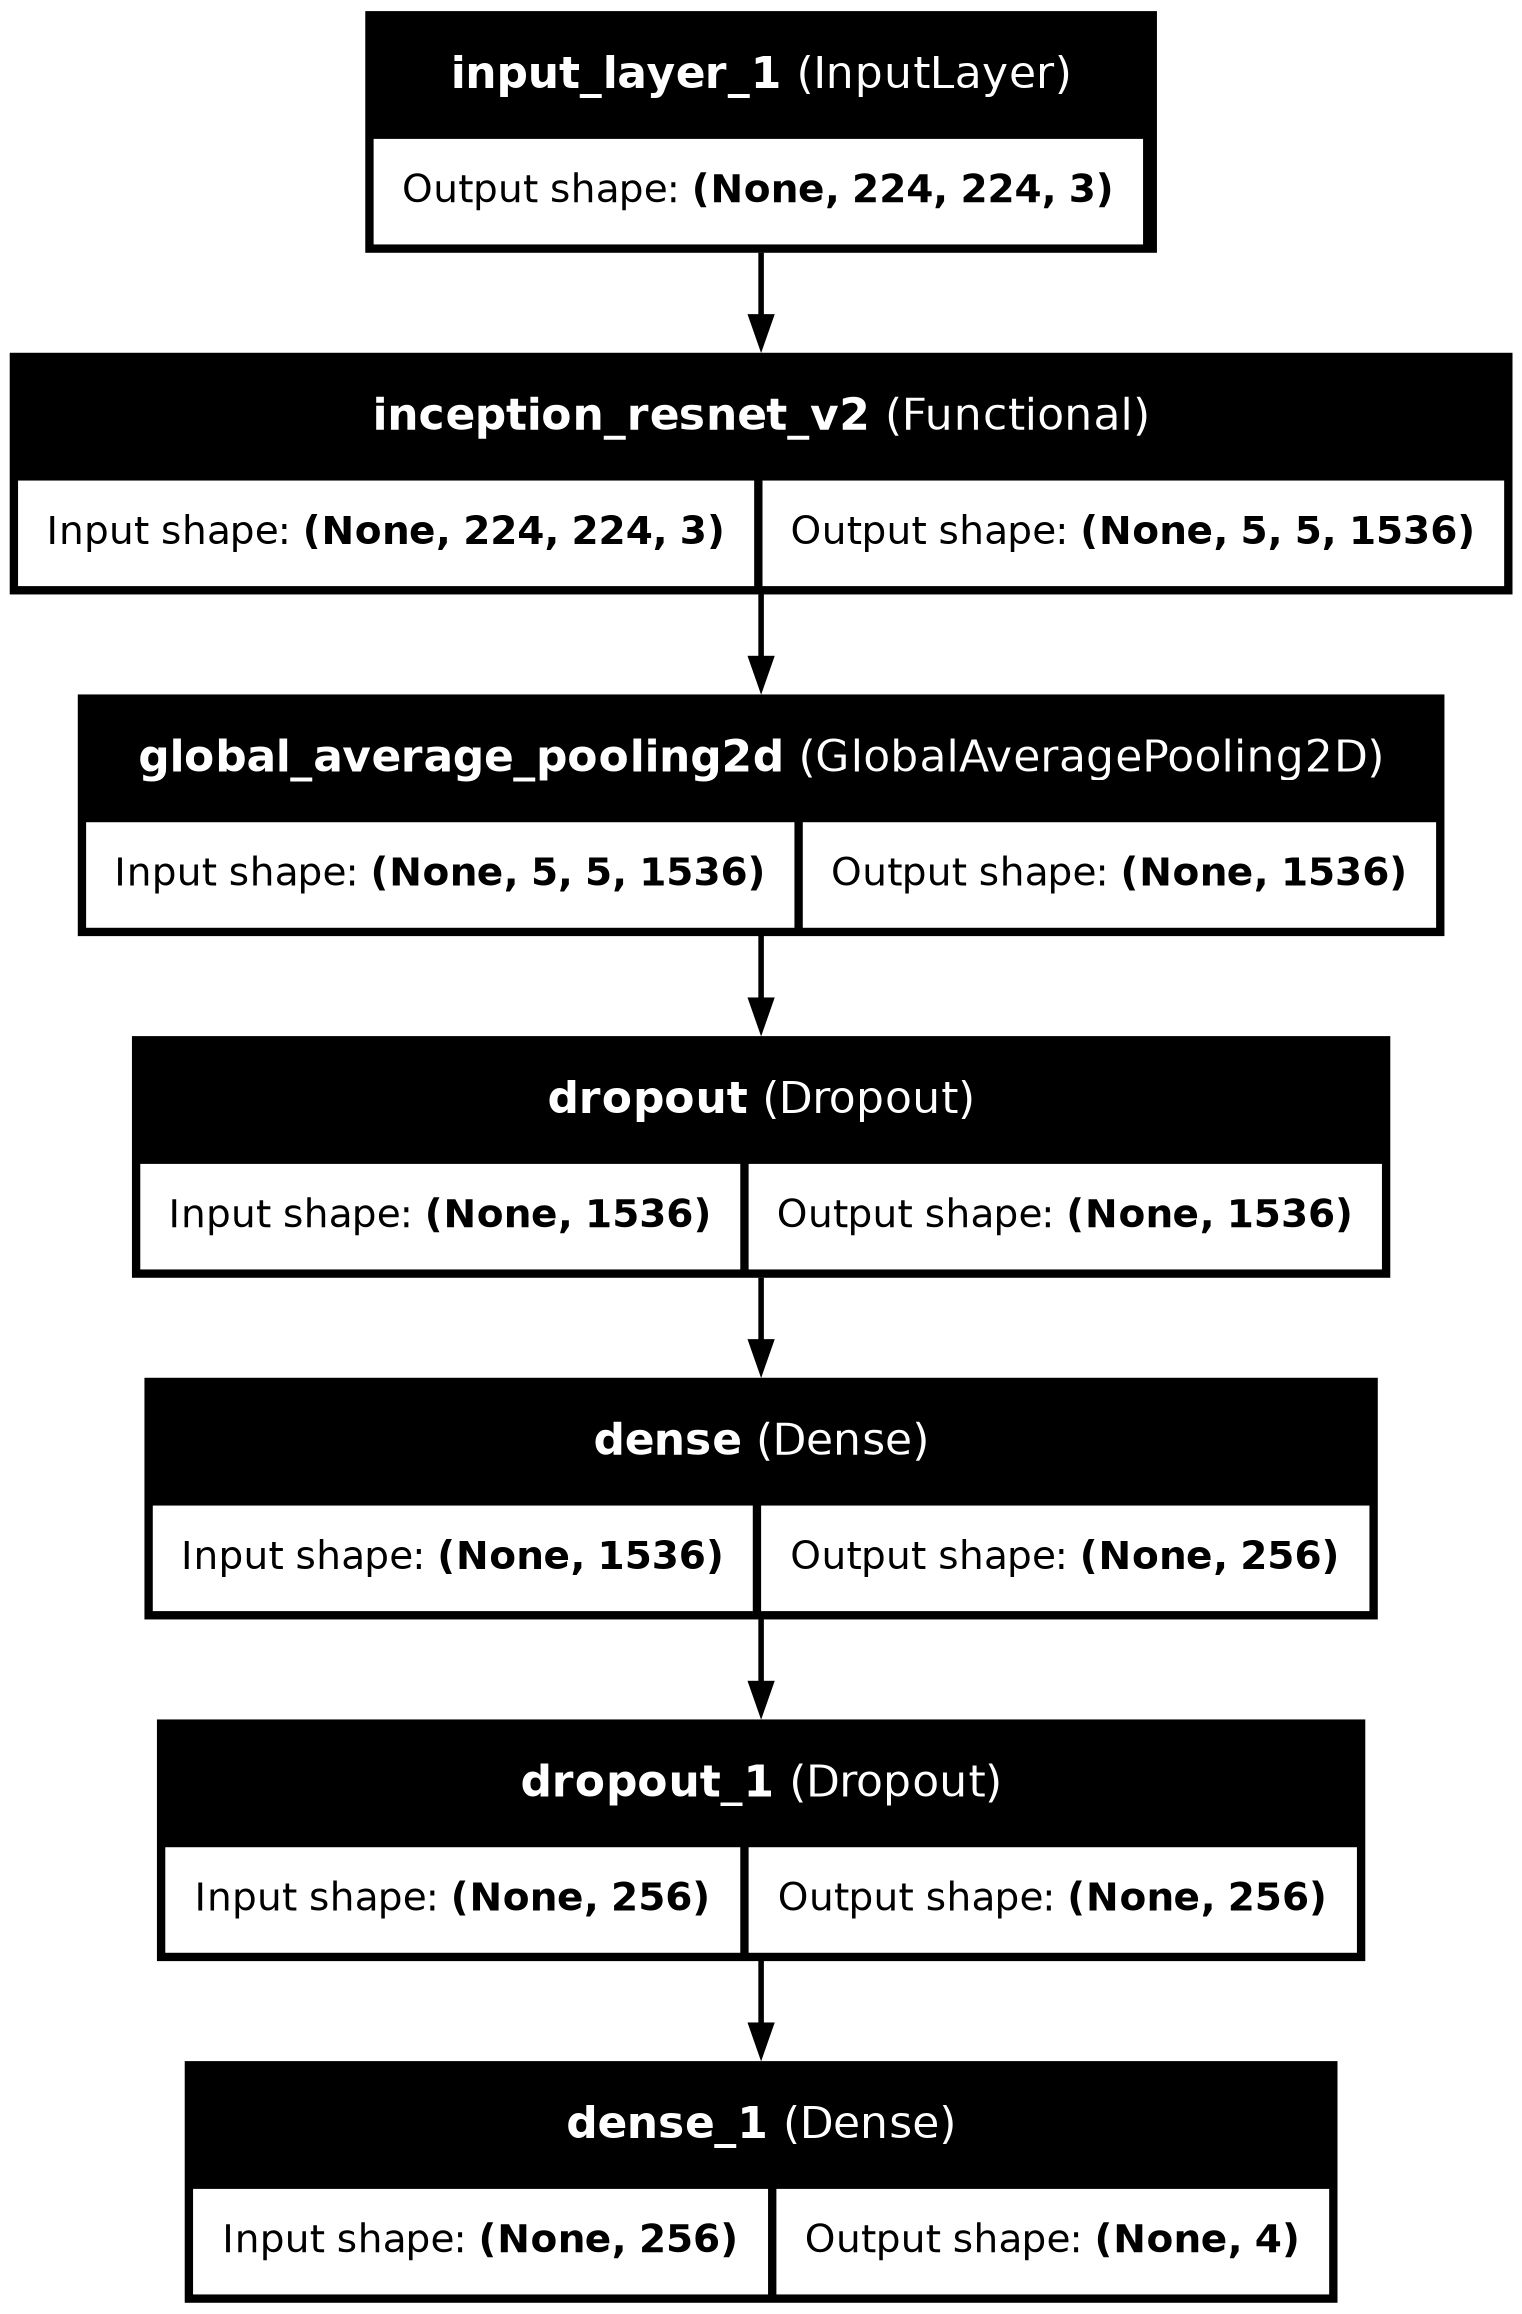 input_layer_1 (InputLayer)
Output shape: (None, 224, 224, 3)
inception_resnet_v2 (Functional)
Input shape: (None, 224, 224, 3) Output shape: (None, 5, 5, 1536)
global_average_pooling2d (GlobalAveragePooling2D)
Input shape: (None, 5, 5, 1536) Output shape: (None, 1536)
dropout (Dropout)
Input shape: (None, 1536) Output shape: (None, 1536)
dense (Dense)
Input shape: (None, 1536) Output shape: (None, 256)
dropout_1 (Dropout)
Input shape: (None, 256) Output shape: (None, 256)
dense_1 (Dense)
Input shape: (None, 256) Output shape: (None, 4)